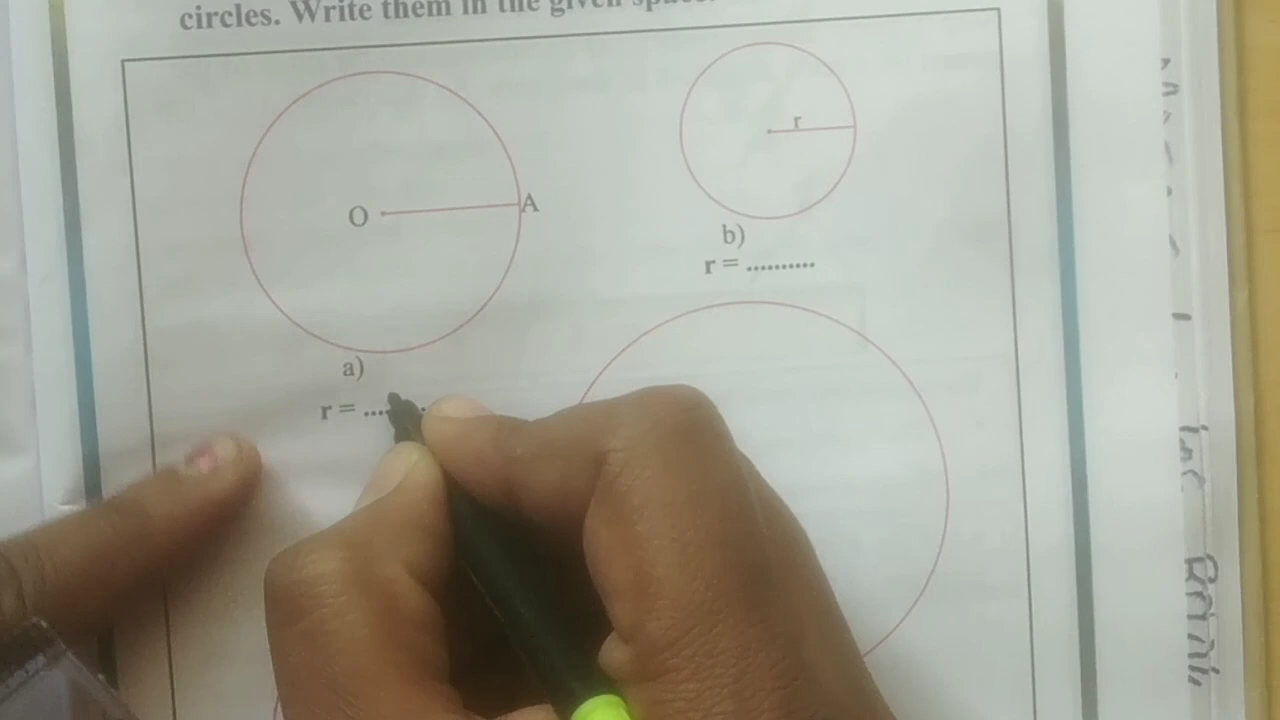 circles. Write them in the given space.
O
A
r
a)
r = ....
b)
r = ..........